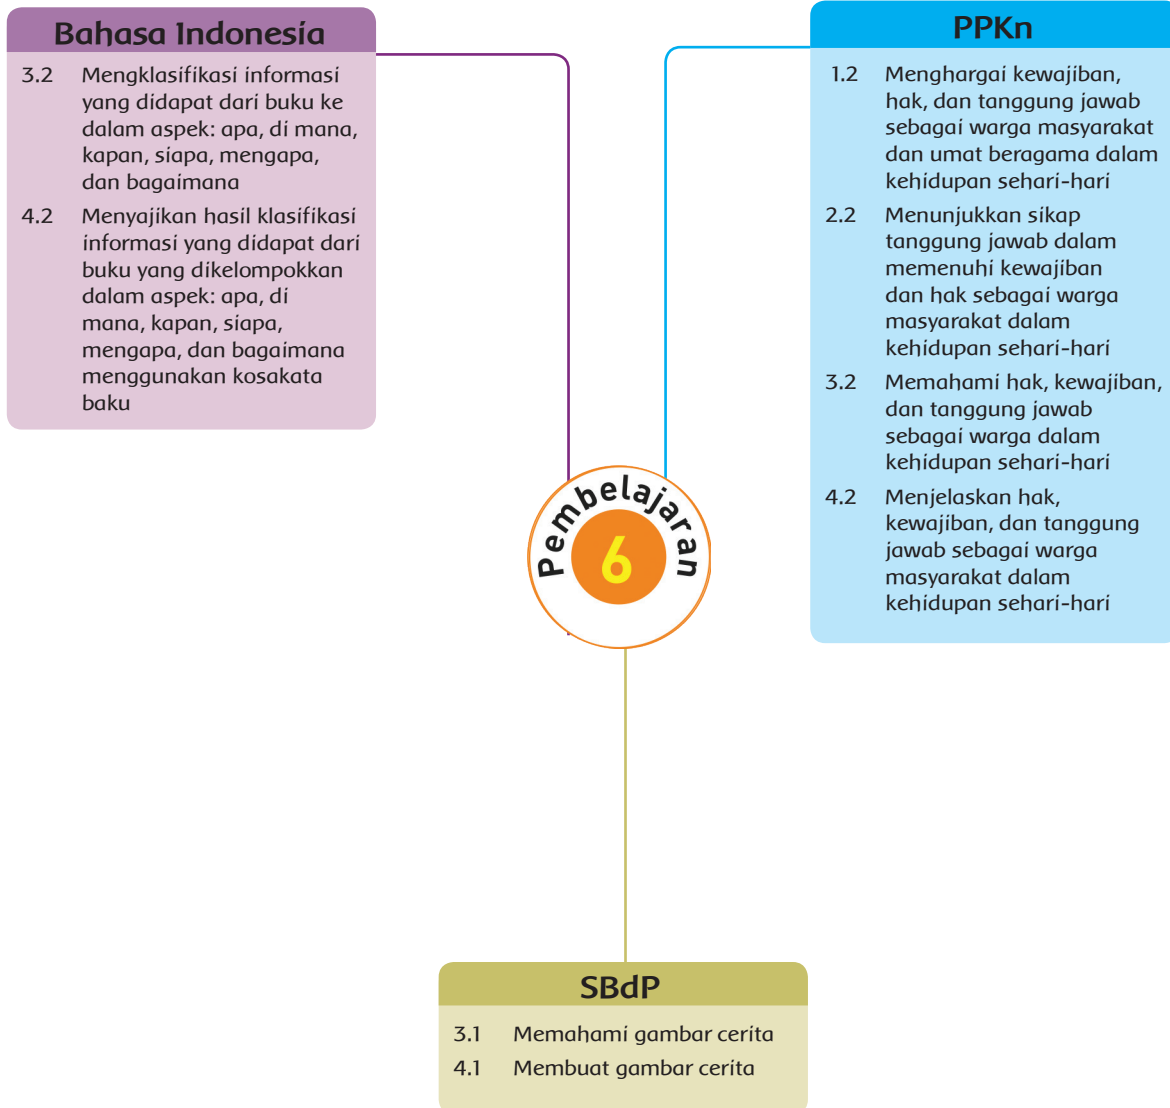 Bahasa Indonesia
3.2 Mengklasifikasi informasi
yang didapat dari buku ke
dalam aspek: apa, di mana,
kapan, siapa, mengapa,
dan bagaimana
4.2 Menyajikan hasil klasifikasi
informasi yang didapat dari
buku yang dikelompokkan
dalam aspek: apa, di
mana, kapan, siapa,
mengapa, dan bagaimana
menggunakan kosakata
baku
PPKn
1.2 Menghargai kewajiban,
hak, dan tanggung jawab
sebagai warga masyarakat
dan umat beragama dalam
kehidupan sehari-hari
2.2 Menunjukkan sikap
tanggung jawab dalam
memenuhi kewajiban
dan hak sebagai warga
masyarakat dalam
kehidupan sehari-hari
3.2 Memahami hak, kewajiban,
dan tanggung jawab
sebagai warga dalam
kehidupan sehari-hari
4.2 Menjelaskan hak,
kewajiban, dan tanggung
jawab sebagai warga
masyarakat dalam
kehidupan sehari-hari
Pembelajaran
6
SBdP
3.1 Memahami gambar cerita
4.1 Membuat gambar cerita